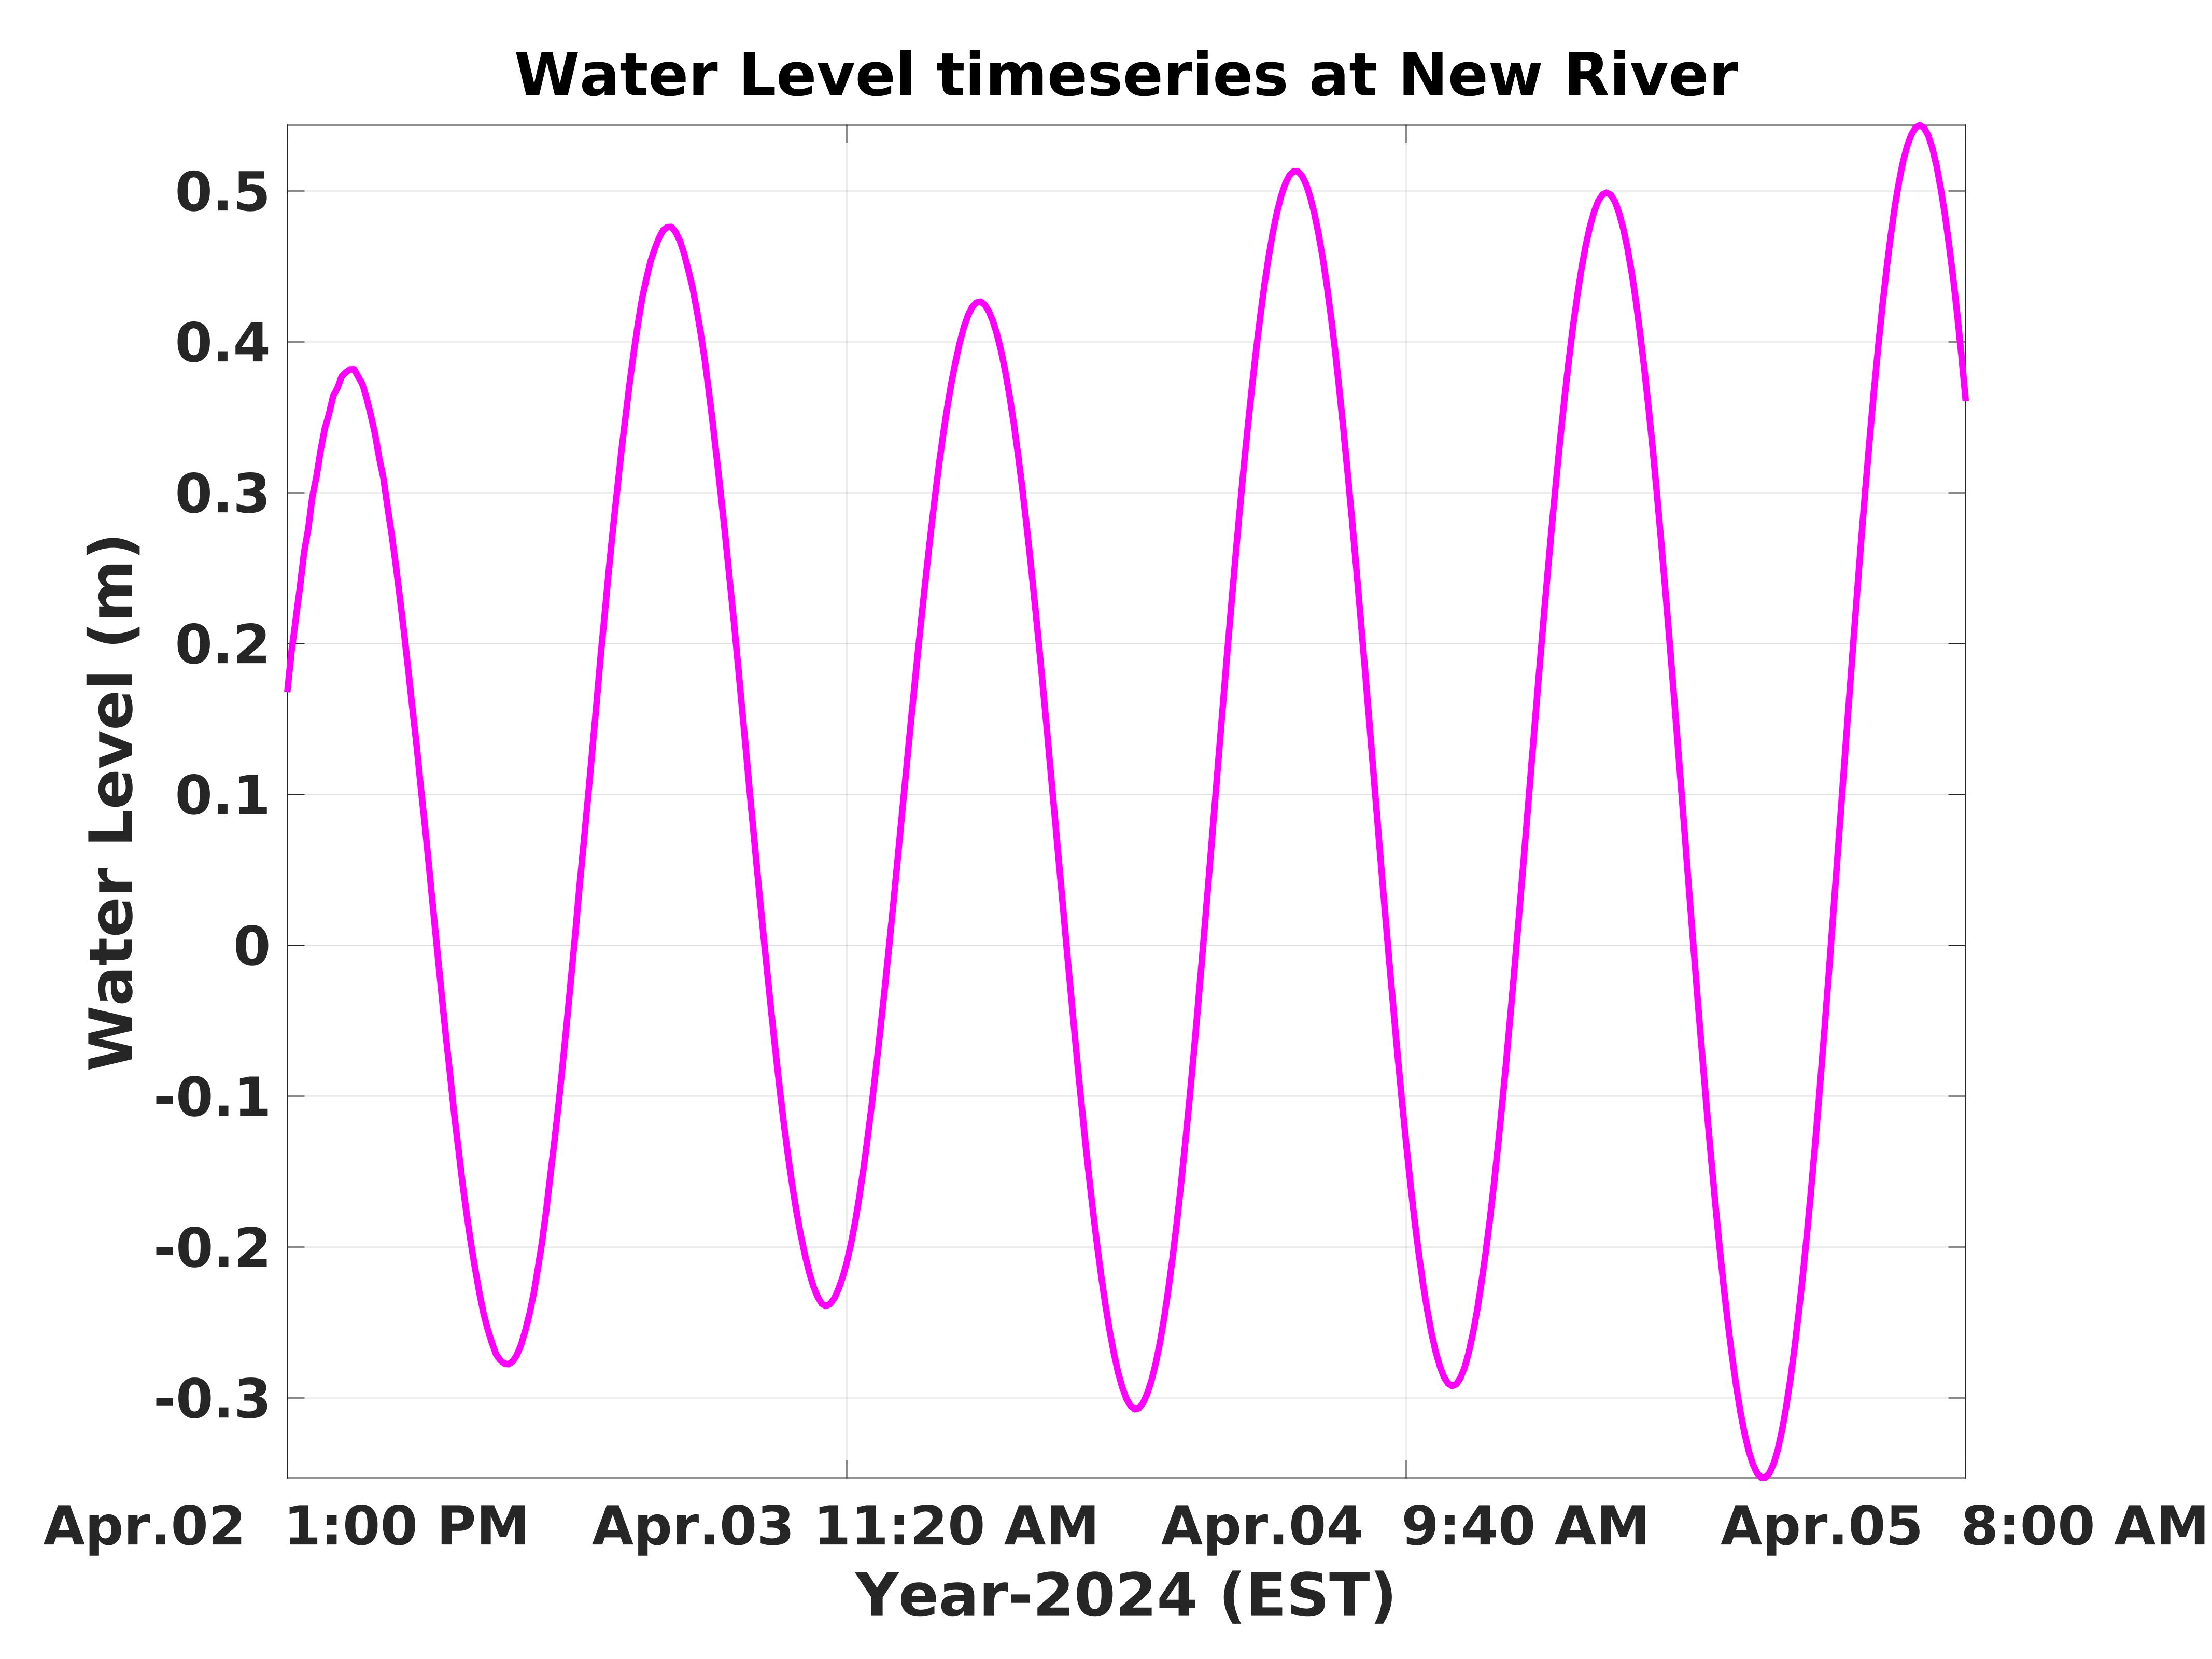 Water Level timeseries at New River
Water Level (m)
0.5
0.4
0.3
0.2
0.1
0
-0.1
-0.2
-0.3
Apr.02 1:00 PM Apr.03 11:20 AM Apr.04 9:40 AM Apr.05 8:00 AM
Year-2024 (EST)